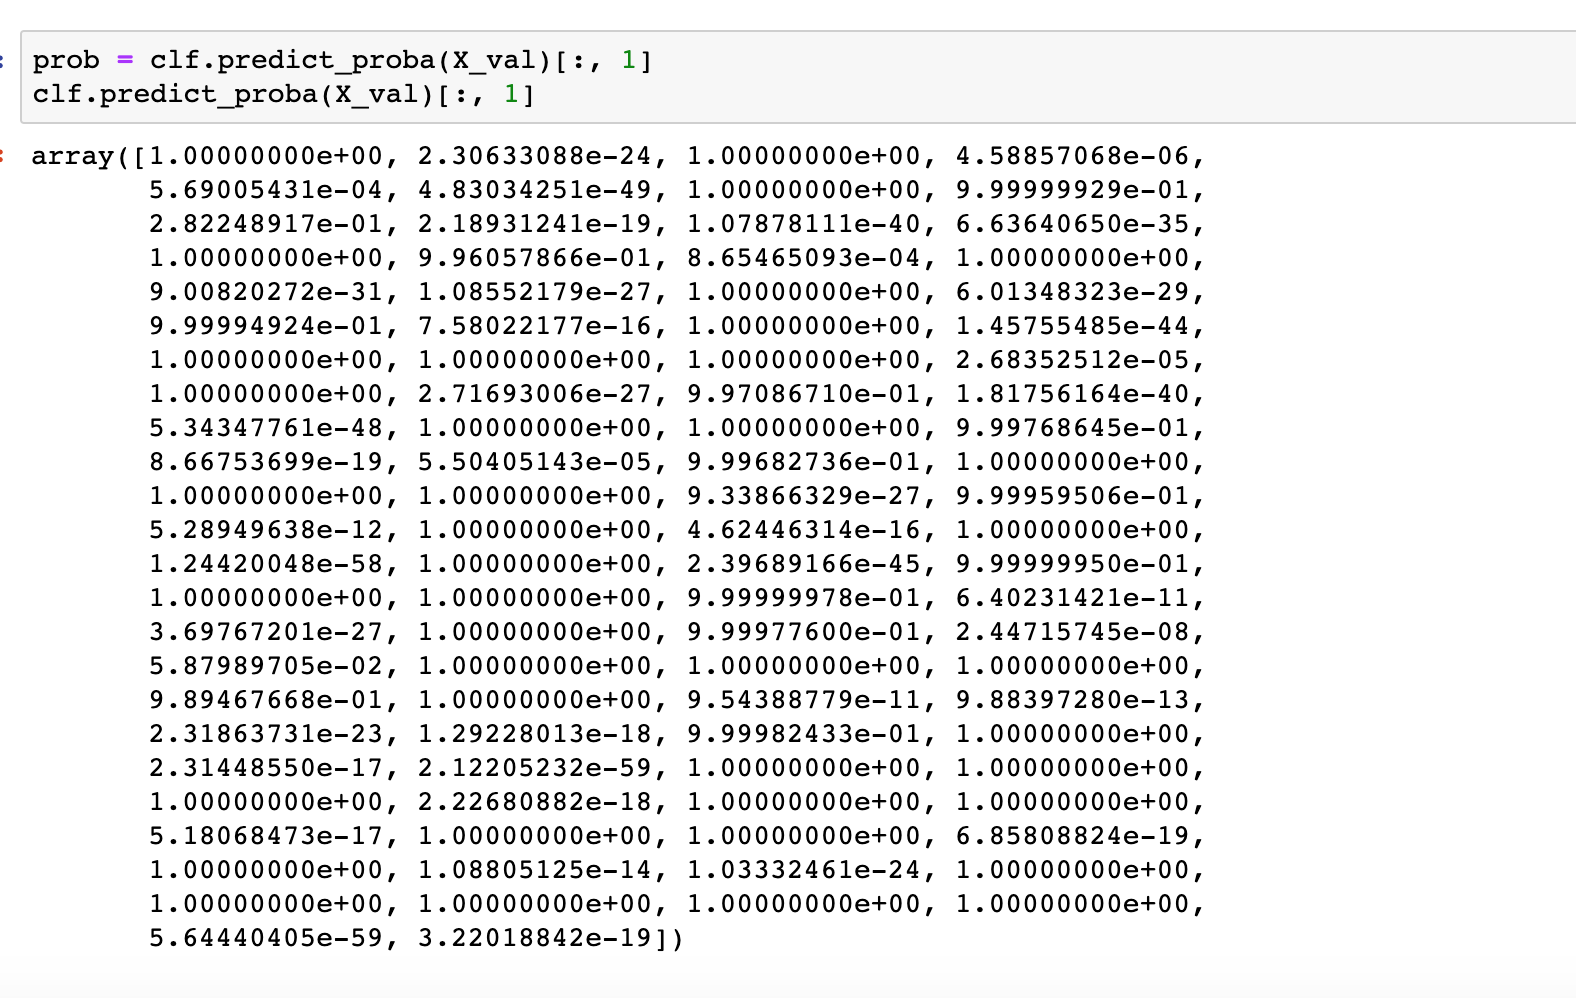 prob = clf.predict_proba(X_val)[:, 1]
clf.predict_proba(X_val)[:, 1]
array([1.00000000e+00, 2.30633088e-24, 1.00000000e+00, 4.58857068e-06,
5.69005431e-04, 4.83034251e-49, 1.00000000e+00, 9.99999929e-01,
2.82248917e-01, 2.18931241e-19, 1.07878111e-40, 6.63640650e-35,
1.00000000e+00, 9.96057866e-01, 8.65465093e-04, 1.00000000e+00,
9.00820272e-31, 1.08552179e-27, 1.00000000e+00, 6.01348323e-29,
9.99994924e-01, 7.58022177e-16, 1.00000000e+00, 1.45755485e-44,
1.00000000e+00, 1.00000000e+00, 1.00000000e+00, 2.68352512e-05,
1.00000000e+00, 2.71693006e-27, 9.97086710e-01, 1.81756164e-40,
5.34347761e-48, 1.00000000e+00, 1.00000000e+00, 9.99768645e-01,
8.66753699e-19, 5.50405143e-05, 9.99682736e-01, 1.00000000e+00,
1.00000000e+00, 1.00000000e+00, 9.33866329e-27, 9.99959506e-01,
5.28949638e-12, 1.00000000e+00, 4.62446314e-16, 1.00000000e+00,
1.24420048e-58, 1.00000000e+00, 2.39689166e-45, 9.99999950e-01,
1.00000000e+00, 1.00000000e+00, 9.99999978e-01, 6.40231421e-11,
3.69767201e-27, 1.00000000e+00, 9.99977600e-01, 2.44715745e-08,
5.87989705e-02, 1.00000000e+00, 1.00000000e+00, 1.00000000e+00,
9.89467668e-01, 1.00000000e+00, 9.54388779e-11, 9.88397280e-13,
2.31863731e-23, 1.29228013e-18, 9.99982433e-01, 1.00000000e+00,
2.31448550e-17, 2.12205232e-59, 1.00000000e+00, 1.00000000e+00,
1.00000000e+00, 2.22680882e-18, 1.00000000e+00, 1.00000000e+00,
5.18068473e-17, 1.00000000e+00, 1.00000000e+00, 6.85808824e-19,
1.00000000e+00, 1.08805125e-14, 1.03332461e-24, 1.00000000e+00,
1.00000000e+00, 1.00000000e+00, 1.00000000e+00, 1.00000000e+00,
5.64440405e-59, 3.22018842e-19])